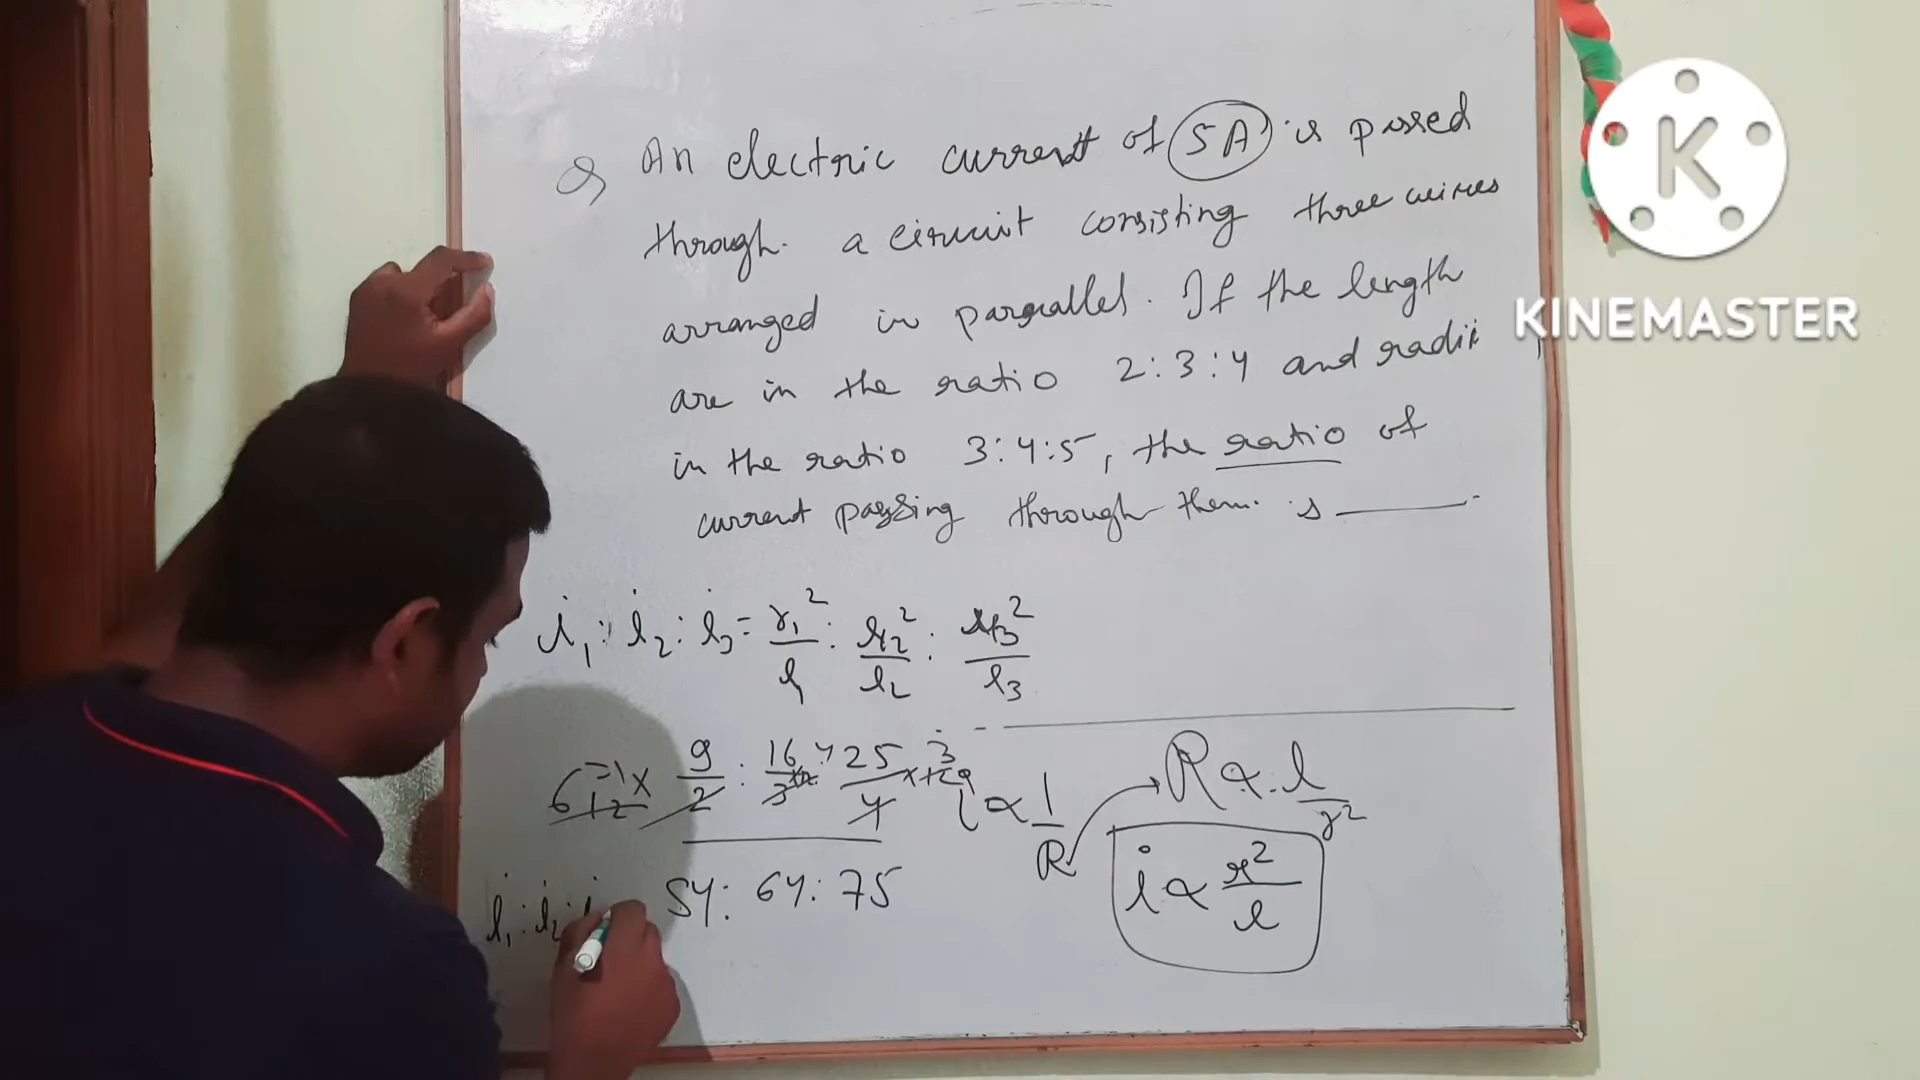 Q An electric current of 5A is passed
through a circuit consisting three wires
arranged in parallel. If the length
are in the ratio 2:3:4 and radii
in the ratio 3:4:5, the ratio of
current passing through them is ———
i₁ : i₂ : i₃ = r₁²/l₁ : r₂²/l₂ : r₃²/l₃
9/2 : 16/3 : 25/4
i ∝ 1/R
R ∝ l/r²
i ∝ r²/l
i₁ : i₂ : i 54 : 64 : 75
K
KINEMASTER